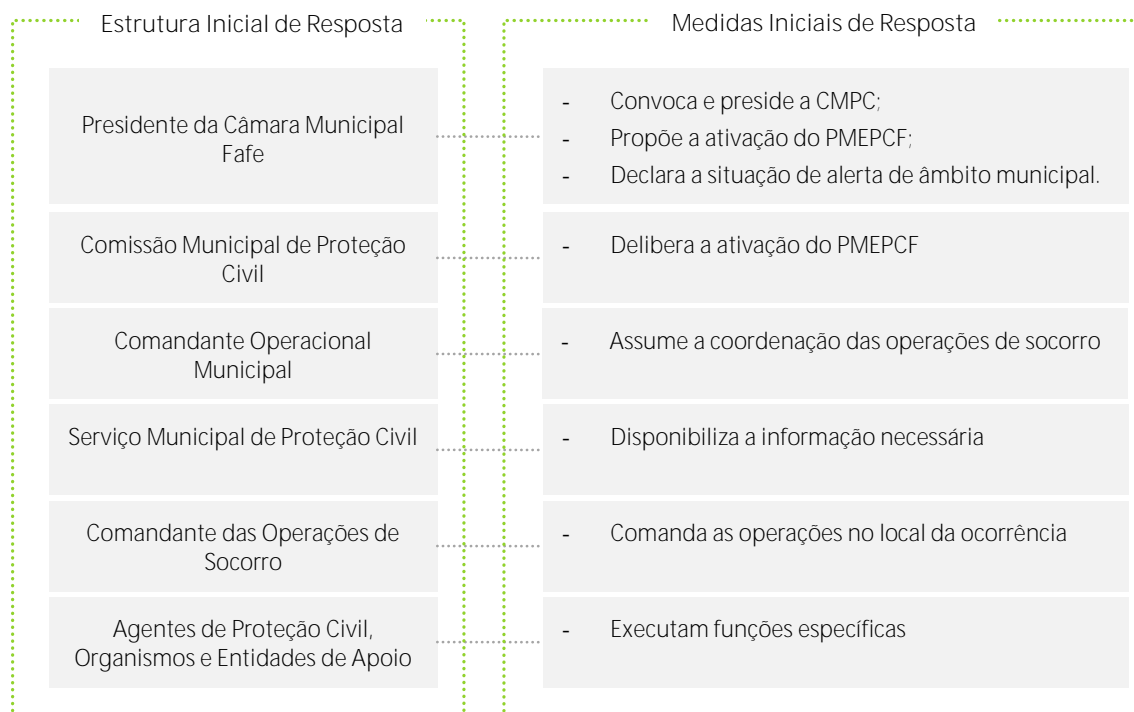 Estrutura Inicial de Resposta
Medidas Iniciais de Resposta
Presidente da Câmara Municipal
Fafe
- Convoca e preside a CMPC;
- Propõe a ativação do PMEPCF;
- Declara a situação de alerta de âmbito municipal.
Comissão Municipal de Proteção
Civil
- Delibera a ativação do PMEPCF
Comandante Operacional
Municipal
- Assume a coordenação das operações de socorro
Serviço Municipal de Proteção Civil
- Disponibiliza a informação necessária
Comandante das Operações de
Socorro
- Comanda as operações no local da ocorrência
Agentes de Proteção Civil,
Organismos e Entidades de Apoio
- Executam funções específicas